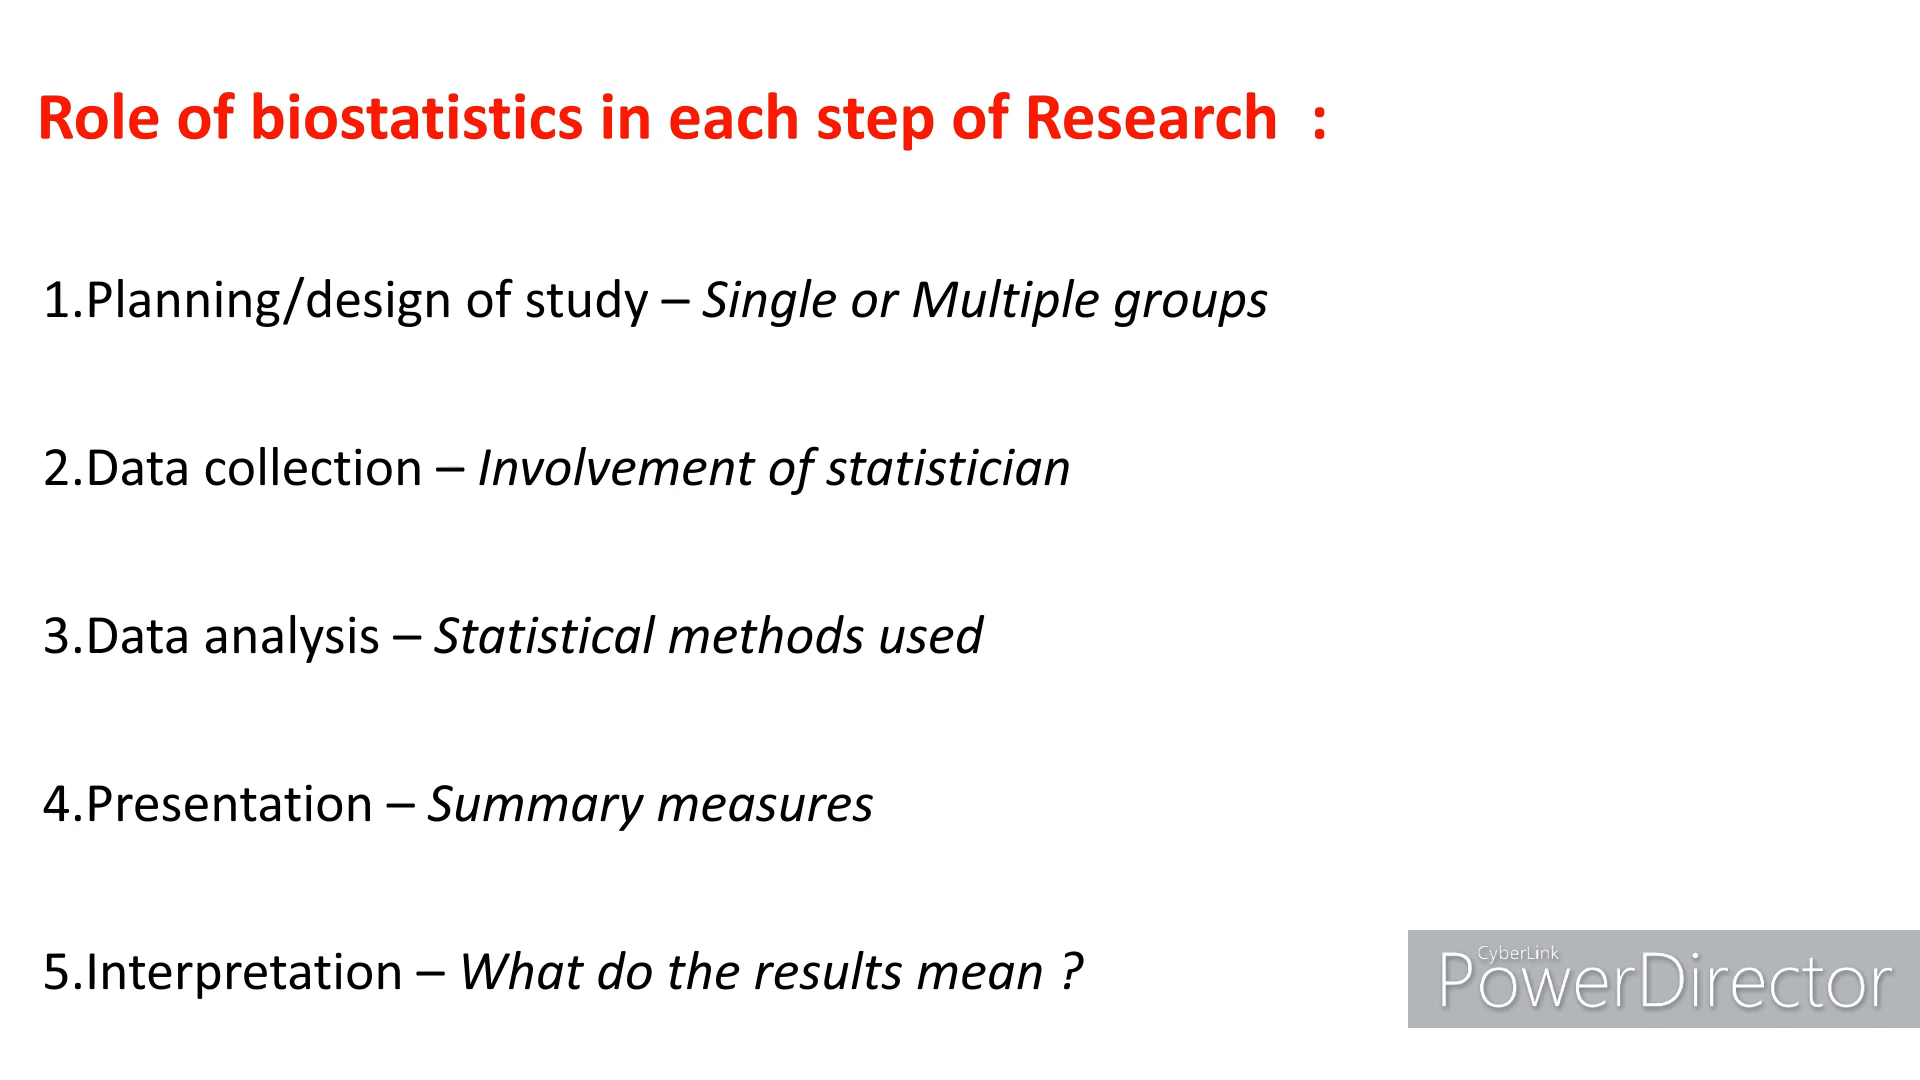 Role of biostatistics in each step of Research  :
1.Planning/design of study – Single or Multiple groups
2.Data collection – Involvement of statistician
3.Data analysis – Statistical methods used
4.Presentation – Summary measures
5.Interpretation – What do the results mean ?
CyberLink
PowerDirector